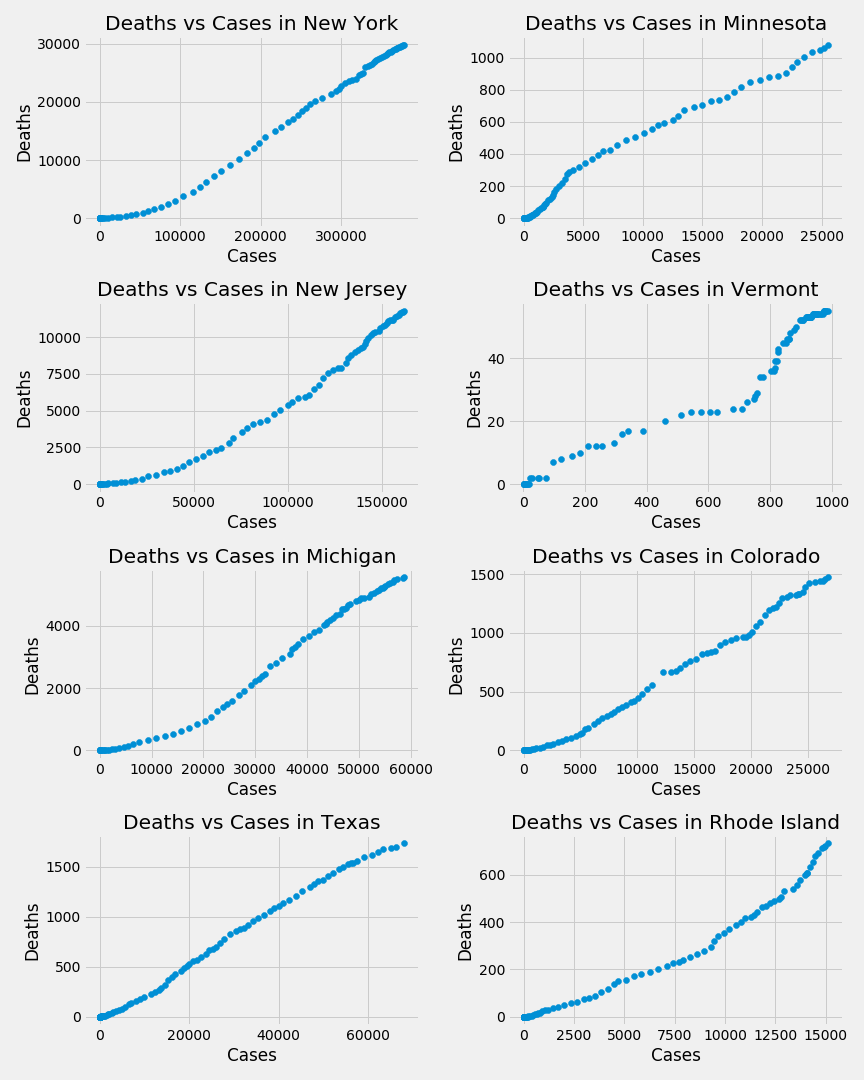 Deaths vs Cases in New York
30000
20000
10000
0
Deaths
0 100000 200000 300000
Cases
Deaths vs Cases in Minnesota
1000
800
600
400
200
0
Deaths
0 5000 10000 15000 20000 25000
Cases
Deaths vs Cases in New Jersey
10000
7500
5000
2500
0
Deaths
0 50000 100000 150000
Cases
Deaths vs Cases in Vermont
40
20
0
Deaths
0 200 400 600 800 1000
Cases
Deaths vs Cases in Michigan
4000
2000
0
Deaths
0 10000 20000 30000 40000 50000 60000
Cases
Deaths vs Cases in Colorado
1500
1000
500
0
Deaths
0 5000 10000 15000 20000 25000
Cases
Deaths vs Cases in Texas
1500
1000
500
0
Deaths
0 20000 40000 60000
Cases
Deaths vs Cases in Rhode Island
600
400
200
0
Deaths
0 2500 5000 7500 10000 12500 15000
Cases